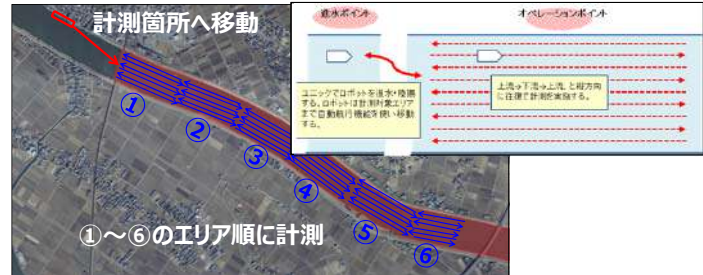 計測箇所へ移動
進水ポイント
オペレーションポイント
ユニックでロボットを進水・陸揚
する。ロボットは計測対象エリア
まで自動航行機能を使い移動
する。
上流→下流→上流、と縦方向
に往復で計測を実施する。
①
②
③
④
⑤
⑥
①～⑥のエリア順に計測